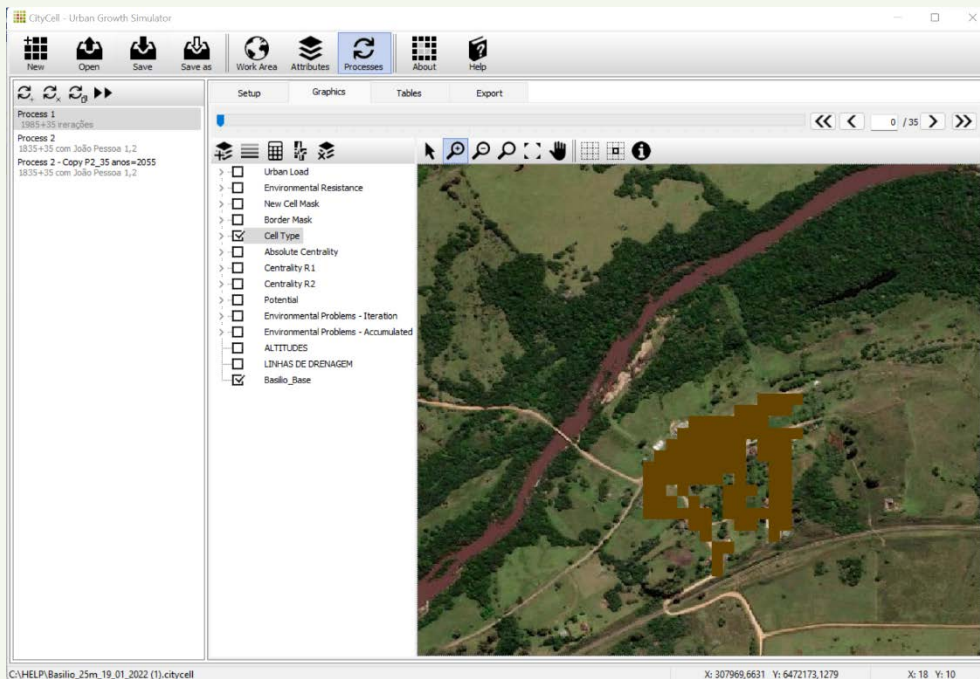 CityCell - Urban Growth Simulator
New Open Save Save as Work Area Attributes Processes About Help
Process 1
1985+35 irerações
Process 2
1835+35 com João Pessoa 1,2
Process 2 - Copy P2_35 anos=2055
1835+35 com João Pessoa 1,2
Setup Graphics Tables Export
0 / 35
Urban Load
Environmental Resistance
New Cell Mask
Border Mask
Cell Type
Absolute Centrality
Centrality R1
Centrality R2
Potential
Environmental Problems - Iteration
Environmental Problems - Accumulated
ALTITUDES
LINHAS DE DRENAGEM
Basilio_Base
C:\HELP\Basilio_25m_19_01_2022 (1).citycell X: 307969,6631 Y: 6472173,1279 X: 18 Y: 10